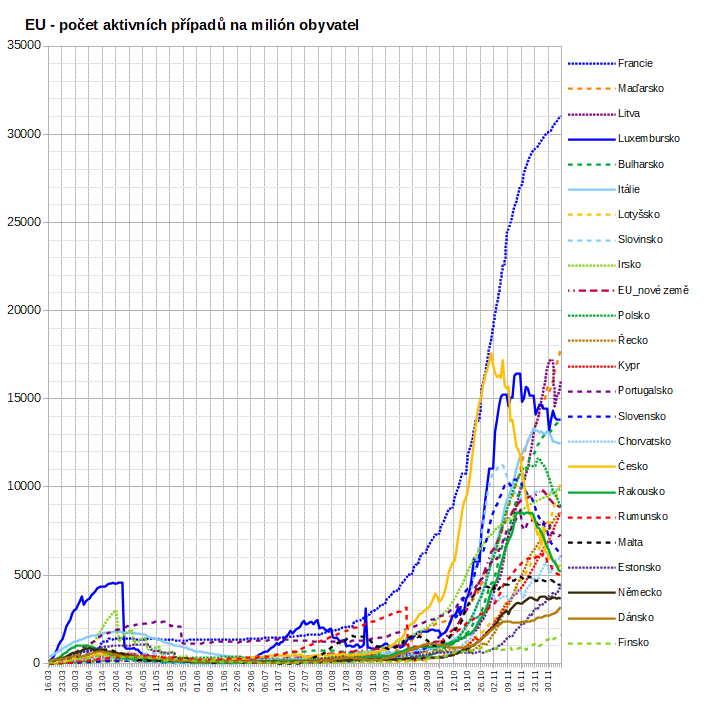 EU - počet aktivních případů na milión obyvatel
35000
30000
25000
20000
15000
10000
5000
0
16.03 23.03 30.03 06.04 13.04 20.04 27.04 04.05 11.05 18.05 25.05 01.06 08.06 15.06 22.06 29.06 06.07 13.07 20.07 27.07 03.08 10.08 17.08 24.08 31.08 07.09 14.09 21.09 28.09 05.10 12.10 19.10 26.10 02.11 09.11 16.11 23.11 30.11
Francie
Maďarsko
Litva
Luxembursko
Bulharsko
Itálie
Lotyšsko
Slovinsko
Irsko
EU_nové země
Polsko
Řecko
Kypr
Portugalsko
Slovensko
Chorvatsko
Česko
Rakousko
Rumunsko
Malta
Estonsko
Německo
Dánsko
Finsko